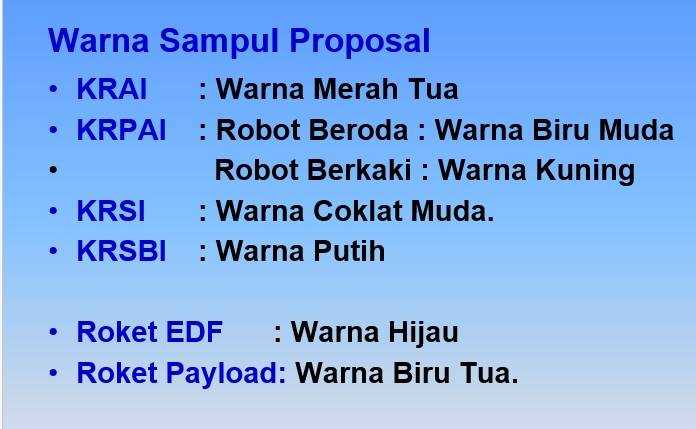 Warna Sampul Proposal
• KRAI : Warna Merah Tua
• KRPAI : Robot Beroda : Warna Biru Muda
• Robot Berkaki : Warna Kuning
• KRSI : Warna Coklat Muda.
• KRSBI : Warna Putih
• Roket EDF : Warna Hijau
• Roket Payload: Warna Biru Tua.